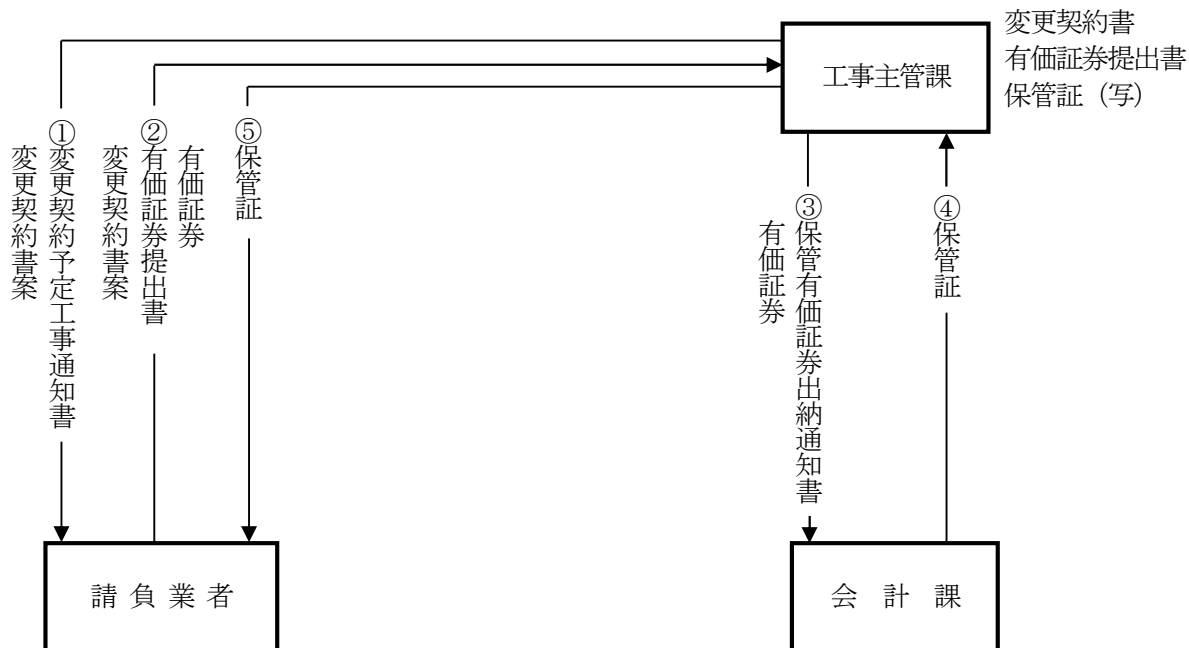 変更契約書
有価証券提出書
保管証（写）
工事主管課
①変更契約予定工事通知書
変更契約書案
有価証券
②有価証券提出書
変更契約書案
⑤保管証
③保管有価証券出納通知書
有価証券
④保管証
請負業者
会計課